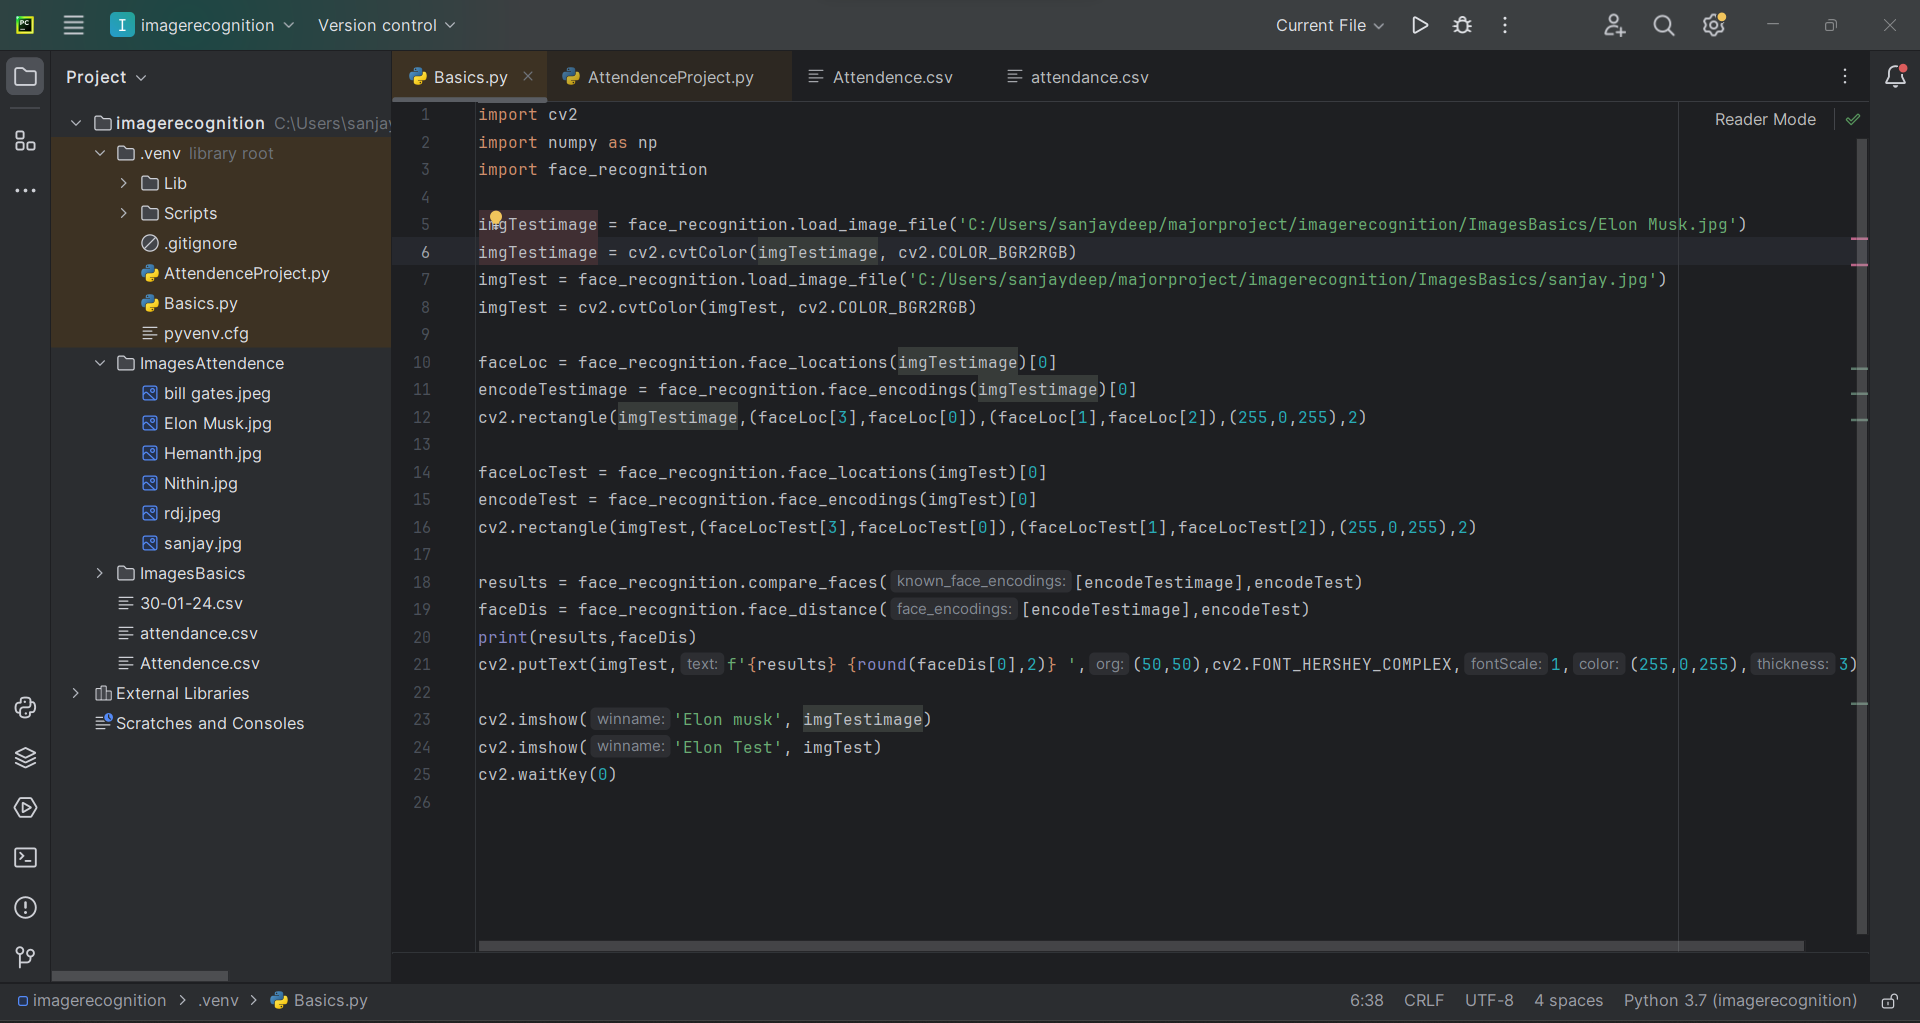 PC
I imagerecognition Version control Current File
Project
Basics.py AttendenceProject.py Attendence.csv attendance.csv
Reader Mode
imagerecognition C:\Users\sanjay
.venv library root
Lib
Scripts
.gitignore
AttendenceProject.py
Basics.py
pyvenv.cfg
ImagesAttendence
bill gates.jpeg
Elon Musk.jpg
Hemanth.jpg
Nithin.jpg
rdj.jpeg
sanjay.jpg
ImagesBasics
30-01-24.csv
attendance.csv
Attendence.csv
External Libraries
Scratches and Consoles
1 import cv2
2 import numpy as np
3 import face_recognition
4
5 imgTestimage = face_recognition.load_image_file('C:/Users/sanjaydeep/majorproject/imagerecognition/ImagesBasics/Elon Musk.jpg')
6 imgTestimage = cv2.cvtColor(imgTestimage, cv2.COLOR_BGR2RGB)
7 imgTest = face_recognition.load_image_file('C:/Users/sanjaydeep/majorproject/imagerecognition/ImagesBasics/sanjay.jpg')
8 imgTest = cv2.cvtColor(imgTest, cv2.COLOR_BGR2RGB)
9
10 faceLoc = face_recognition.face_locations(imgTestimage)[0]
11 encodeTestimage = face_recognition.face_encodings(imgTestimage)[0]
12 cv2.rectangle(imgTestimage,(faceLoc[3],faceLoc[0]),(faceLoc[1],faceLoc[2]),(255,0,255),2)
13
14 faceLocTest = face_recognition.face_locations(imgTest)[0]
15 encodeTest = face_recognition.face_encodings(imgTest)[0]
16 cv2.rectangle(imgTest,(faceLocTest[3],faceLocTest[0]),(faceLocTest[1],faceLocTest[2]),(255,0,255),2)
17
18 results = face_recognition.compare_faces( known_face_encodings: [encodeTestimage],encodeTest)
19 faceDis = face_recognition.face_distance( face_encodings: [encodeTestimage],encodeTest)
20 print(results,faceDis)
21 cv2.putText(imgTest, text: f'{results} {round(faceDis[0],2)} ', org: (50,50),cv2.FONT_HERSHEY_COMPLEX, fontScale: 1, color: (255,0,255), thickness: 3)
22
23 cv2.imshow( winname: 'Elon musk', imgTestimage)
24 cv2.imshow( winname: 'Elon Test', imgTest)
25 cv2.waitKey(0)
26
imagerecognition > .venv > Basics.py 6:38 CRLF UTF-8 4 spaces Python 3.7 (imagerecognition)